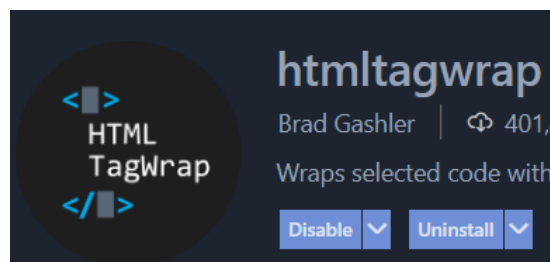 < >
HTML
TagWrap
</ >
htmltagwrap
Brad Gashler 401,
Wraps selected code with
Disable Uninstall